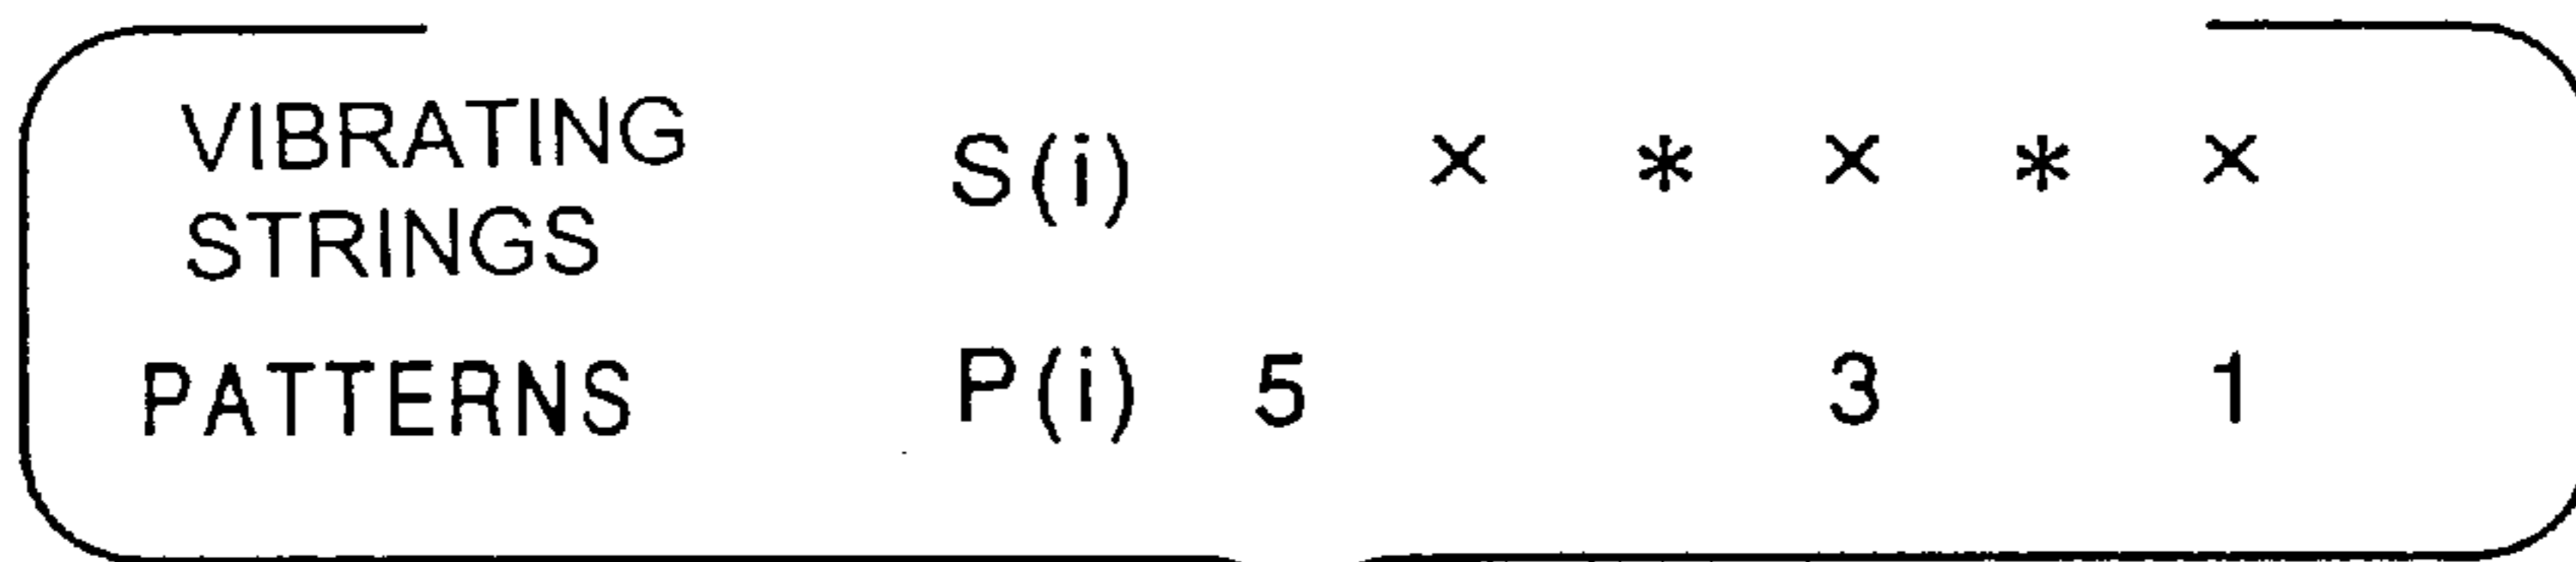 VIBRATING
STRINGS S(i) × * × * ×
PATTERNS P(i) 5 3 1